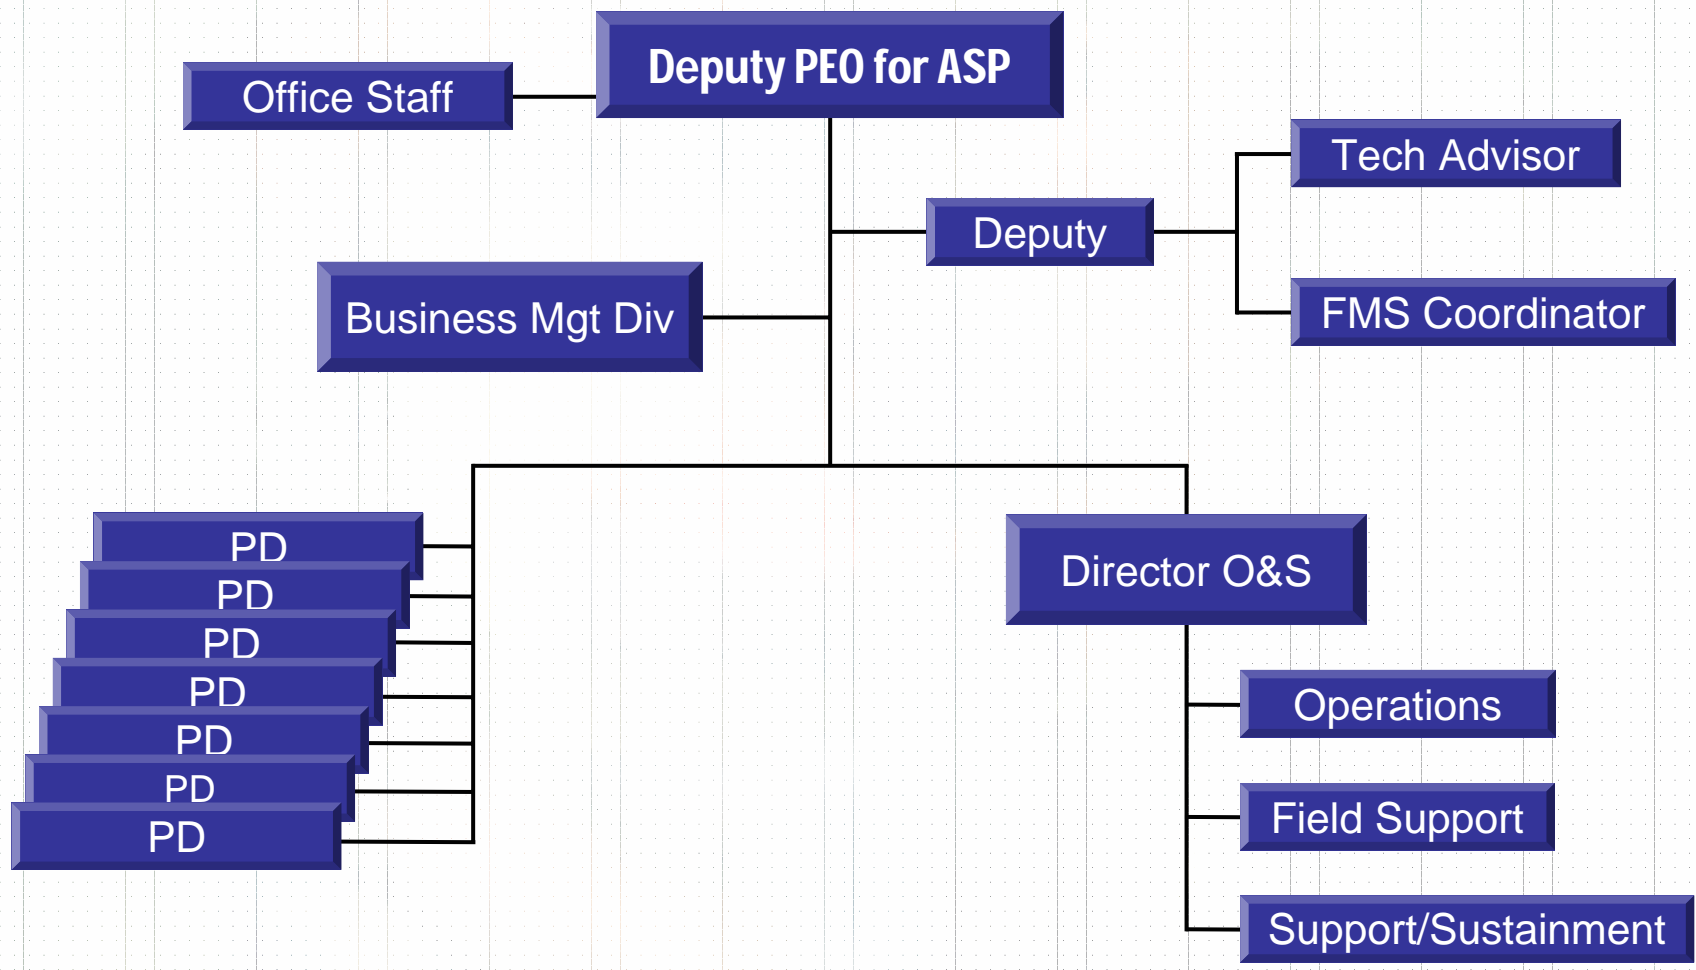 Deputy PEO for ASP
Office Staff
Tech Advisor
Deputy
FMS Coordinator
Business Mgt Div
PD
PD
PD
PD
PD
PD
PD
Director O&S
Operations
Field Support
Support/Sustainment